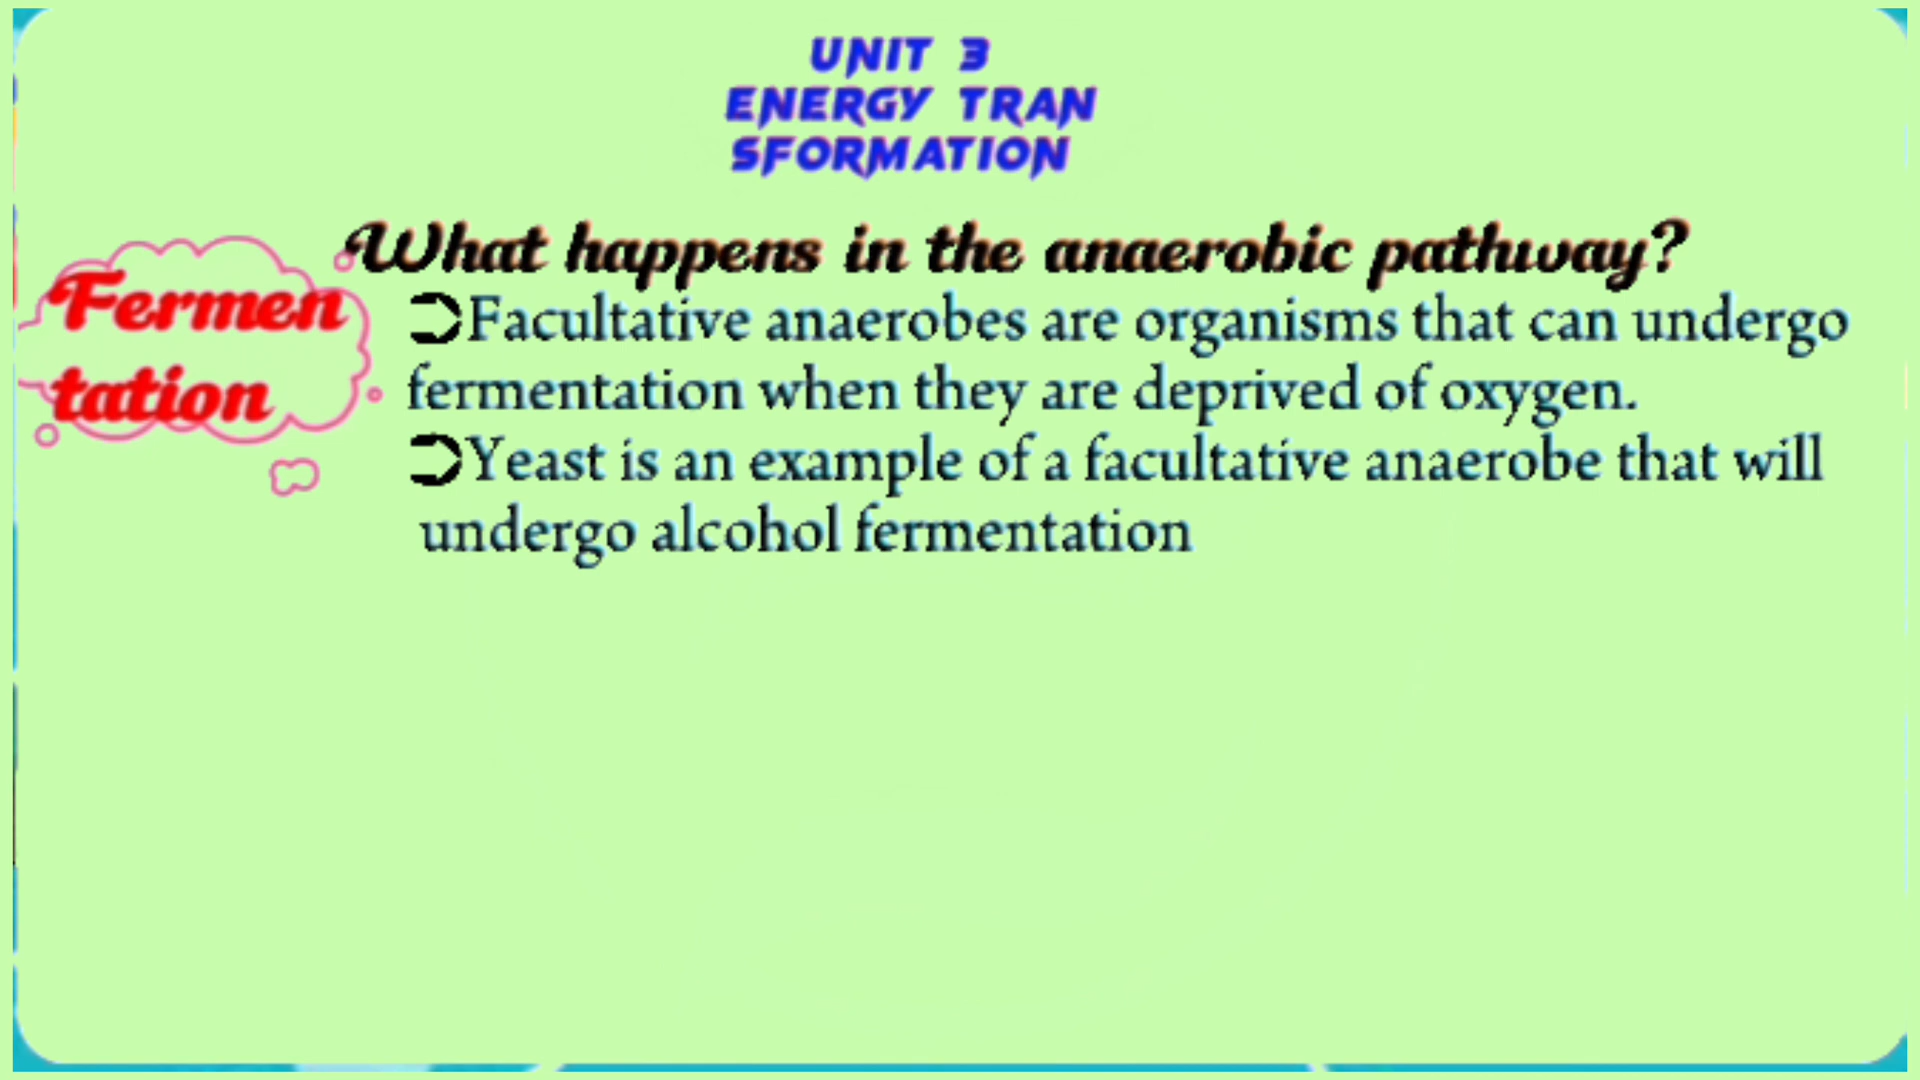 UNIT 3
ENERGY TRAN
SFORMATION
What happens in the anaerobic pathway?
Fermen
tation
⊃Facultative anaerobes are organisms that can undergo
fermentation when they are deprived of oxygen.
⊃Yeast is an example of a facultative anaerobe that will
undergo alcohol fermentation